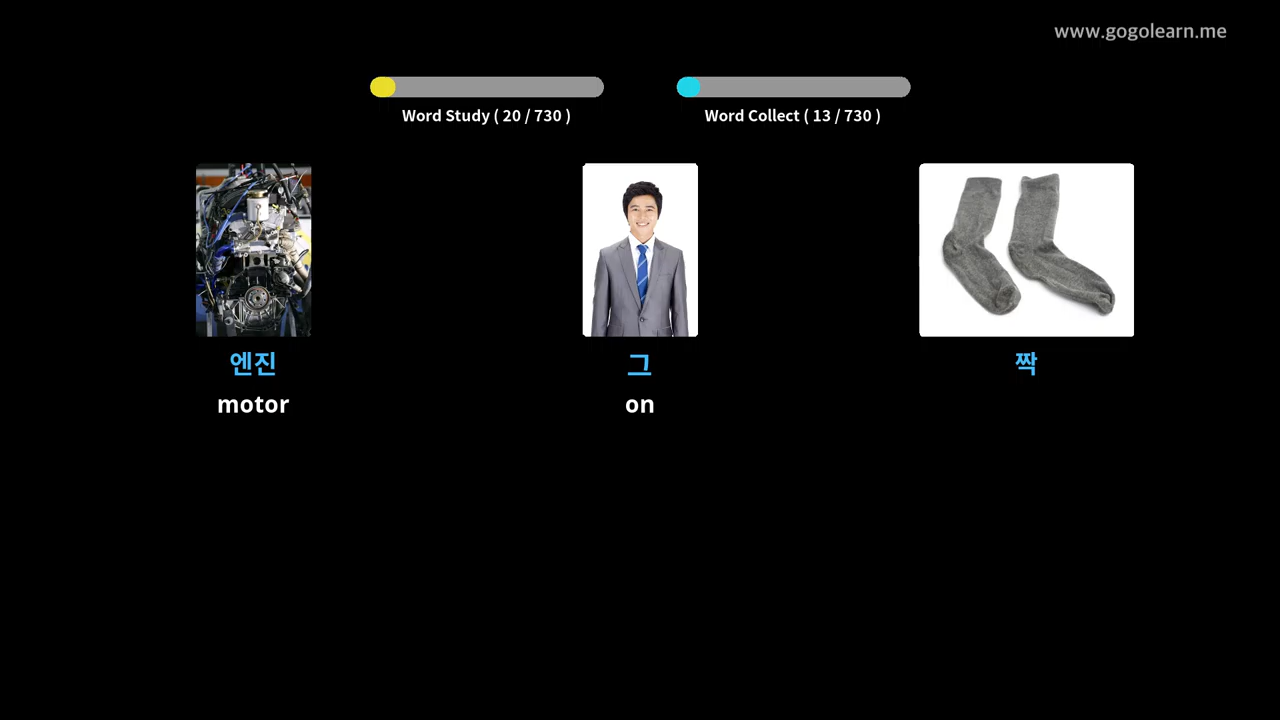 www.gogolearn.me
Word Study ( 20 / 730 )
Word Collect ( 13 / 730 )
엔진
그
짝
motor
on